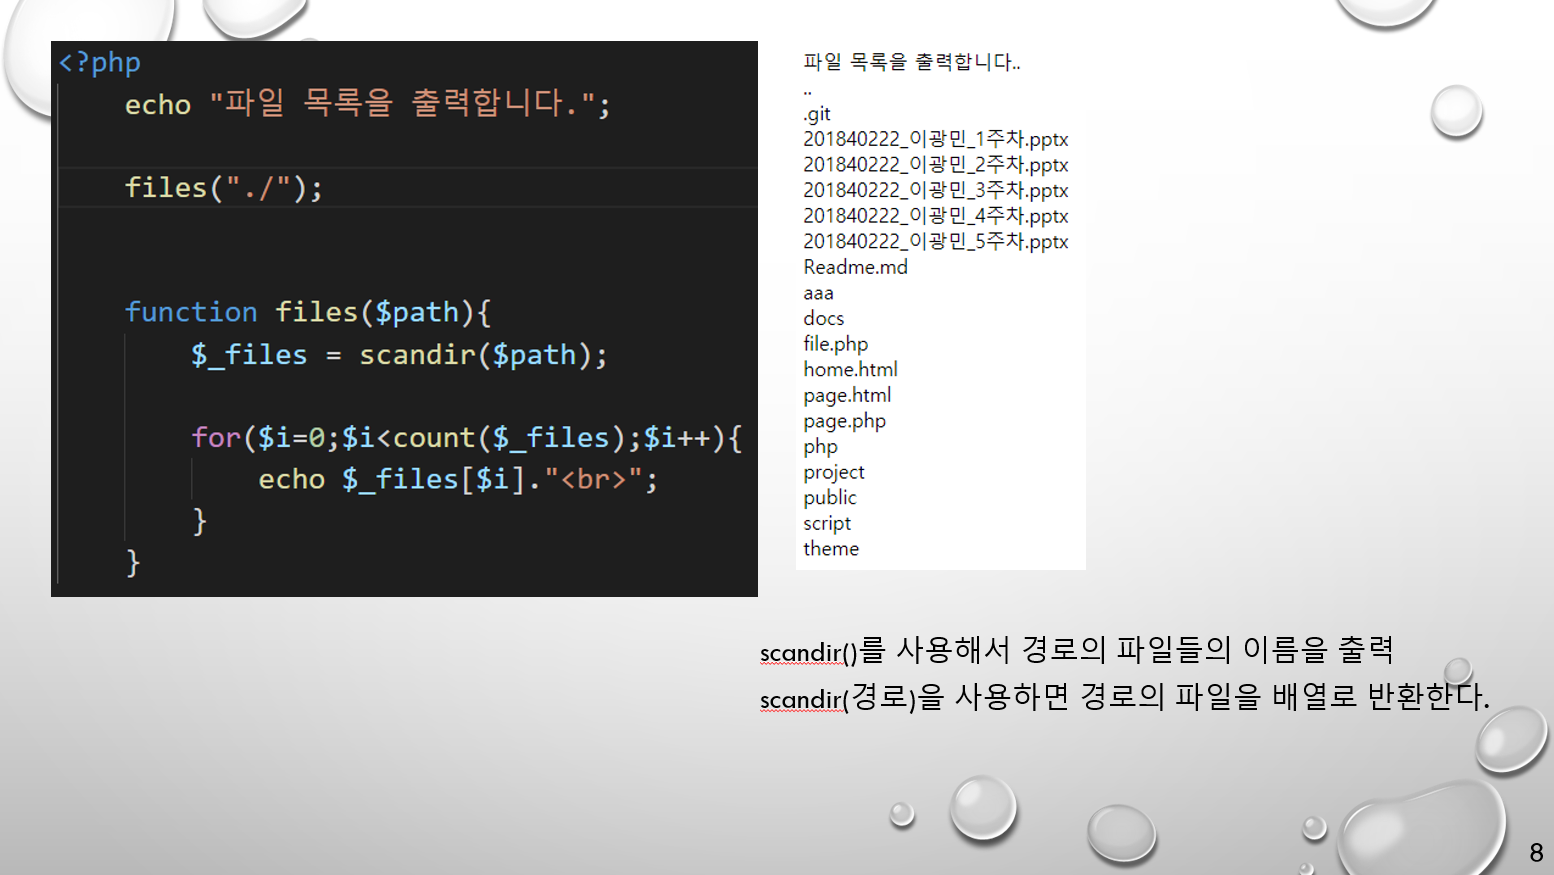 <?php
echo "파일 목록을 출력합니다.";
files("./");
function files($path){
$_files = scandir($path);
for($i=0;$i<count($_files);$i++){
echo $_files[$i]."<br>";
}
}
파일 목록을 출력합니다..
..
.git
201840222_이광민_1주차.pptx
201840222_이광민_2주차.pptx
201840222_이광민_3주차.pptx
201840222_이광민_4주차.pptx
201840222_이광민_5주차.pptx
Readme.md
aaa
docs
file.php
home.html
page.html
page.php
php
project
public
script
theme
scandir()를 사용해서 경로의 파일들의 이름을 출력
scandir(경로)을 사용하면 경로의 파일을 배열로 반환한다.
8